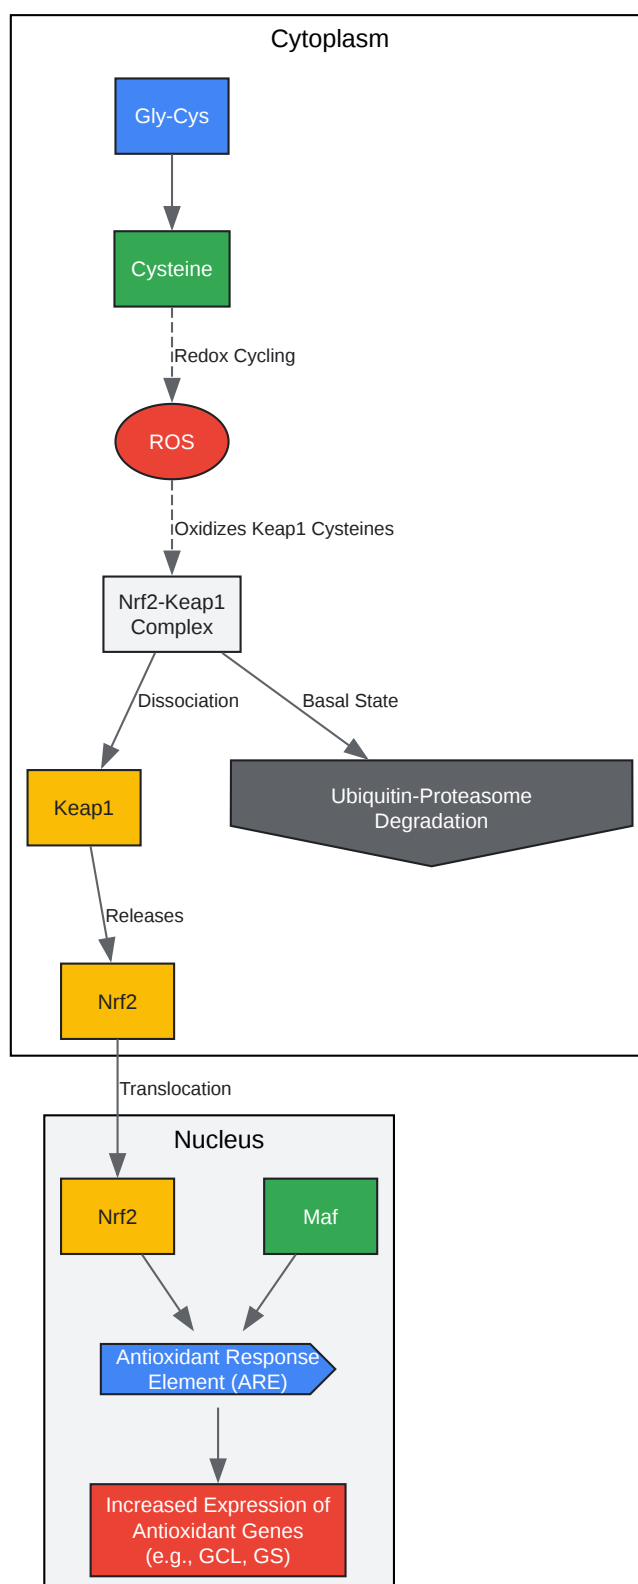 Cytoplasm
Gly-Cys
Cysteine
Redox Cycling
ROS
Oxidizes Keap1 Cysteines
Nrf2-Keap1
Complex
Dissociation
Basal State
Keap1
Ubiquitin-Proteasome
Degradation
Releases
Nrf2
Translocation
Nucleus
Nrf2
Maf
Antioxidant Response
Element (ARE)
Increased Expression of
Antioxidant Genes
(e.g., GCL, GS)